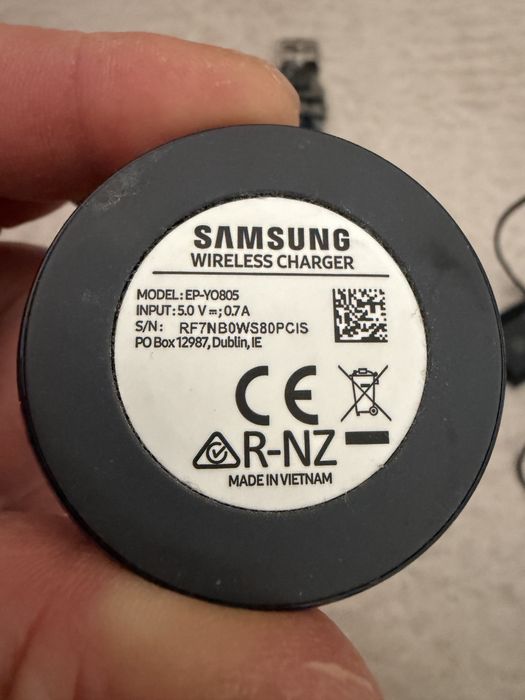 SAMSUNG
WIRELESS CHARGER
MODEL: EP-YO805
INPUT: 5.0 V ⎓; 0.7 A
S/N: RF7NB0WS80PCIS
PO Box 12987, Dublin, IE
CE
R-NZ
MADE IN VIETNAM